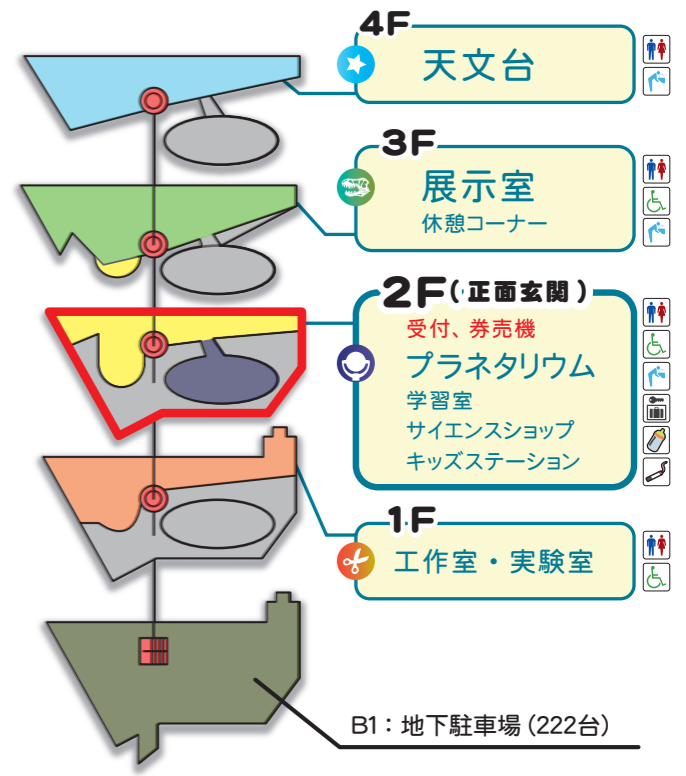 4F
天文台
3F
展示室
休憩コーナー
2F(正面玄関)
受付、券売機
プラネタリウム
学習室
サイエンスショップ
キッズステーション
1F
工作室・実験室
B1：地下駐車場(222台)